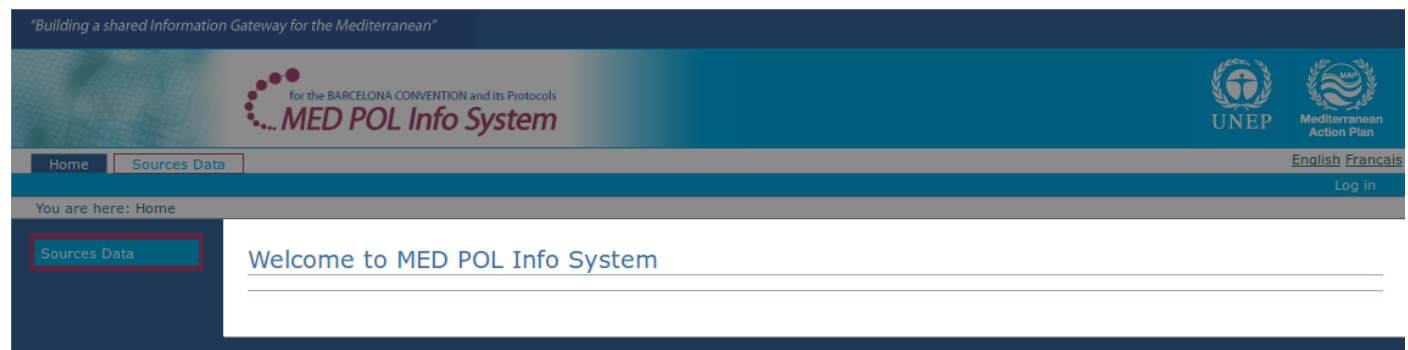 "Building a shared Information Gateway for the Mediterranean"
for the BARCELONA CONVENTION and its Protocols
MED POL Info System
UNEP
MAP
Mediterranean
Action Plan
Home Sources Data English Français
Log in
You are here: Home
Sources Data
Welcome to MED POL Info System